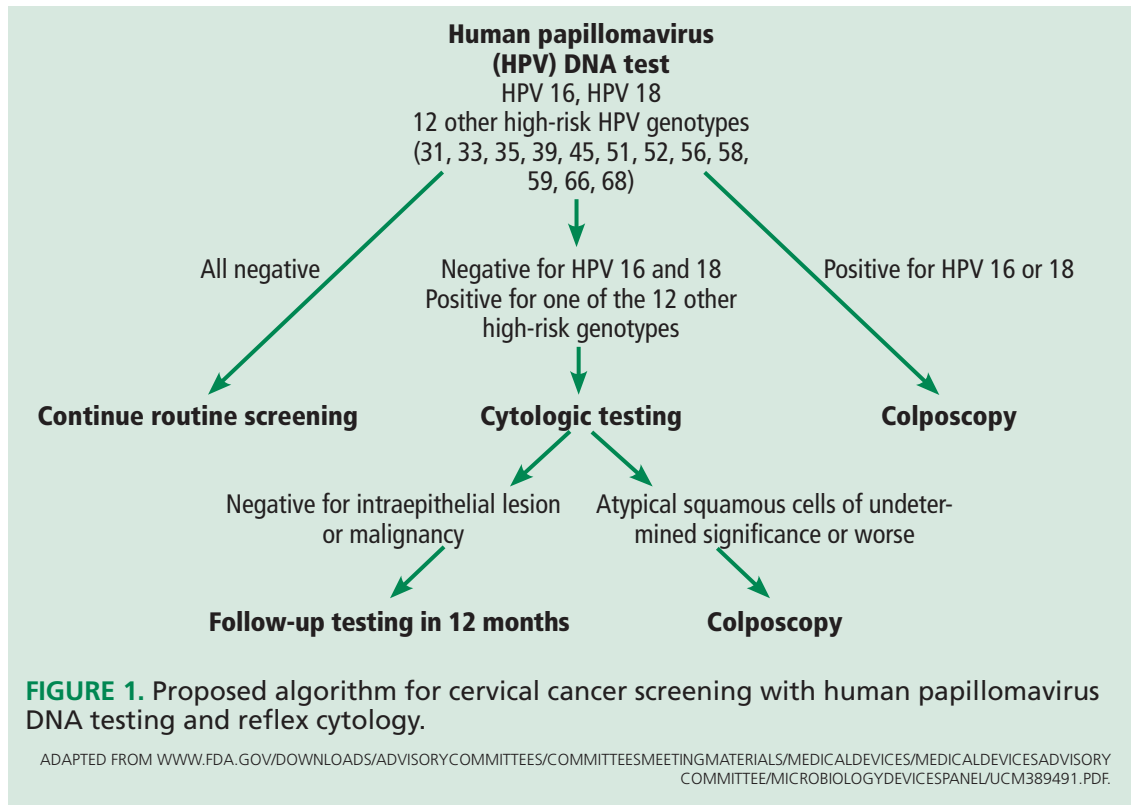 Human papillomavirus
(HPV) DNA test
HPV 16, HPV 18
12 other high-risk HPV genotypes
(31, 33, 35, 39, 45, 51, 52, 56, 58,
59, 66, 68)
All negative
Negative for HPV 16 and 18
Positive for one of the 12 other
high-risk genotypes
Positive for HPV 16 or 18
Continue routine screening
Cytologic testing
Colposcopy
Negative for intraepithelial lesion
or malignancy
Atypical squamous cells of undeter-
mined significance or worse
Follow-up testing in 12 months
Colposcopy
FIGURE 1. Proposed algorithm for cervical cancer screening with human papillomavirus
DNA testing and reflex cytology.
ADAPTED FROM WWW.FDA.GOV/DOWNLOADS/ADVISORYCOMMITTEES/COMMITTEESMEETINGMATERIALS/MEDICALDEVICES/MEDICALDEVICESADVISORY
COMMITTEE/MICROBIOLOGYDEVICESPANEL/UCM389491.PDF.